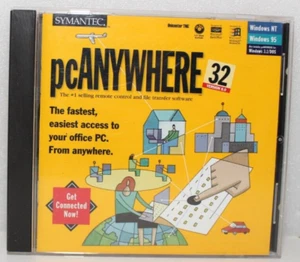 SYMANTEC.
Windows NT
Windows 95
pcANYWHERE 32
The #1 selling remote control and file transfer software
The fastest,
easiest access to
your office PC.
From anywhere.
Get
Connected
Now!